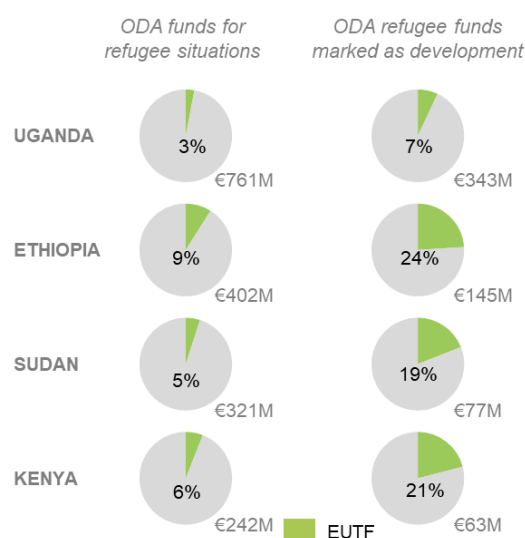 ODA funds for
refugee situations
ODA refugee funds
marked as development
UGANDA
3%
€761M
7%
€343M
ETHIOPIA
9%
€402M
24%
€145M
SUDAN
5%
€321M
19%
€77M
KENYA
6%
€242M
21%
€63M
EUTF